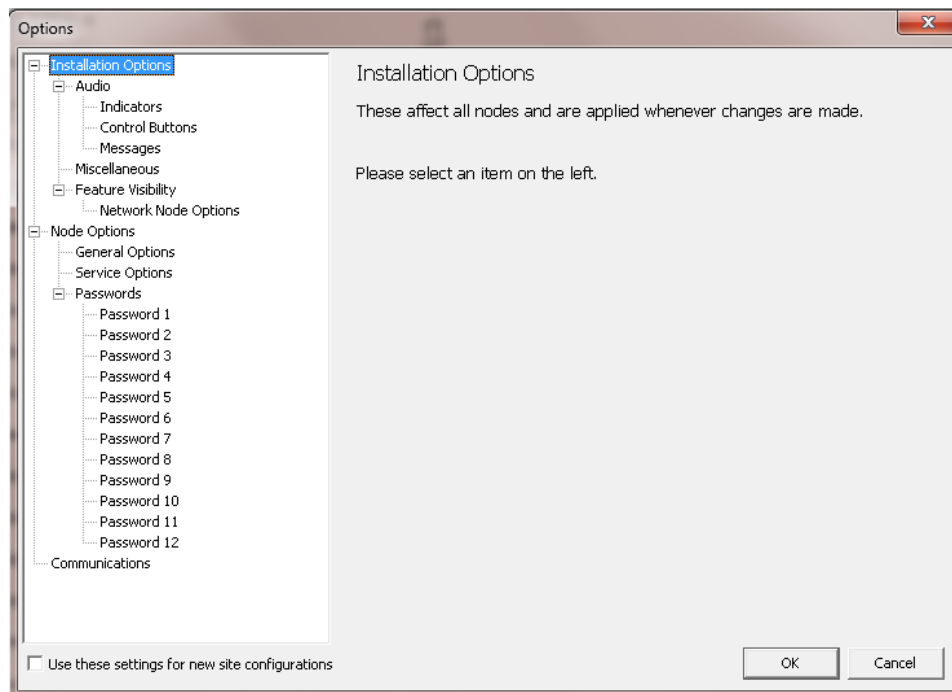 Options
Installation Options
Audio
Indicators
Control Buttons
Messages
Miscellaneous
Feature Visibility
Network Node Options
Node Options
General Options
Service Options
Passwords
Password 1
Password 2
Password 3
Password 4
Password 5
Password 6
Password 7
Password 8
Password 9
Password 10
Password 11
Password 12
Communications
Installation Options
These affect all nodes and are applied whenever changes are made.
Please select an item on the left.
Use these settings for new site configurations
OK
Cancel